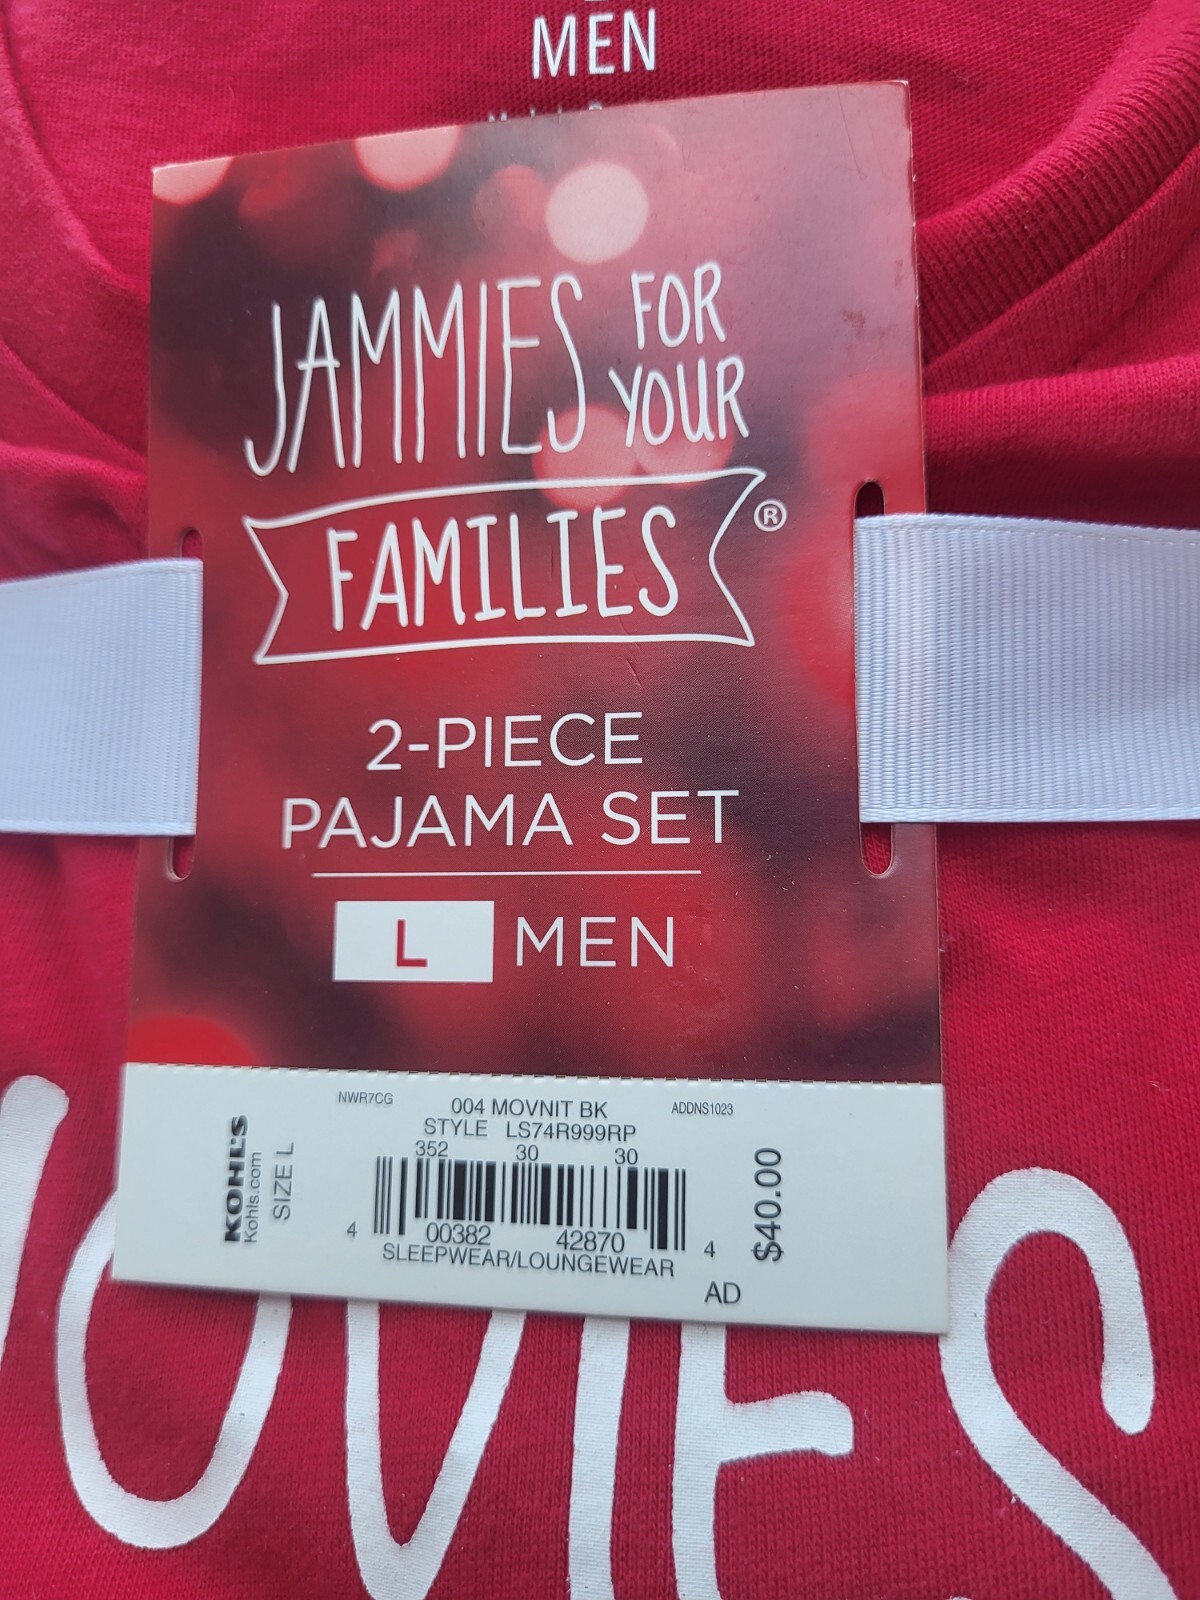 MEN
JAMMIES FOR YOUR
FAMILIES®
2-PIECE
PAJAMA SET
L MEN
NWR7CG 004 MOVNIT BK ADDNS1023
STYLE LS74R999RP
352 30 30
4 00382 42870 4
SLEEPWEAR/LOUNGEWEAR
AD
KOHL'S
Kohls.com
SIZE L
$40.00
OVIES